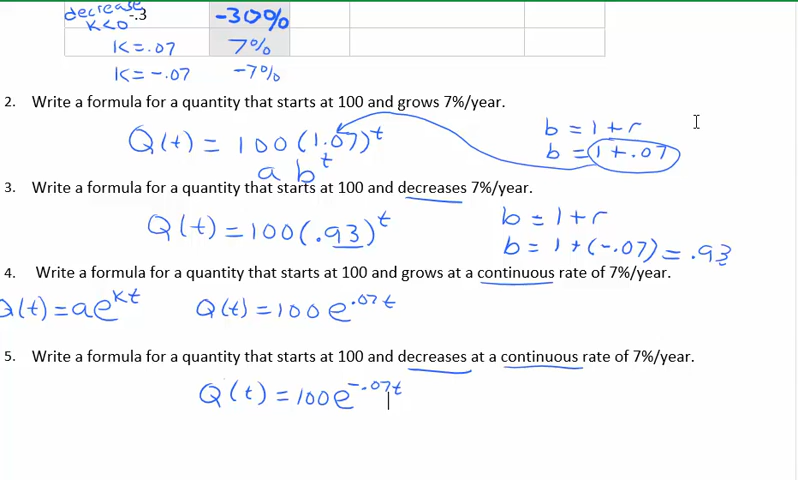 decrease
K<0
-.3
-30%
K=.07
7%
K=-.07
-7%
2. Write a formula for a quantity that starts at 100 and grows 7%/year.
Q(t) = 100(1.07)^t
a b^t
b = 1+r
b = 1+.07
3. Write a formula for a quantity that starts at 100 and decreases 7%/year.
Q(t) = 100(.93)^t
b = 1+r
b = 1+(-.07) = .93
4. Write a formula for a quantity that starts at 100 and grows at a continuous rate of 7%/year.
Q(t) = ae^kt
Q(t) = 100e^.07t
5. Write a formula for a quantity that starts at 100 and decreases at a continuous rate of 7%/year.
Q(t) = 100e^-.07t